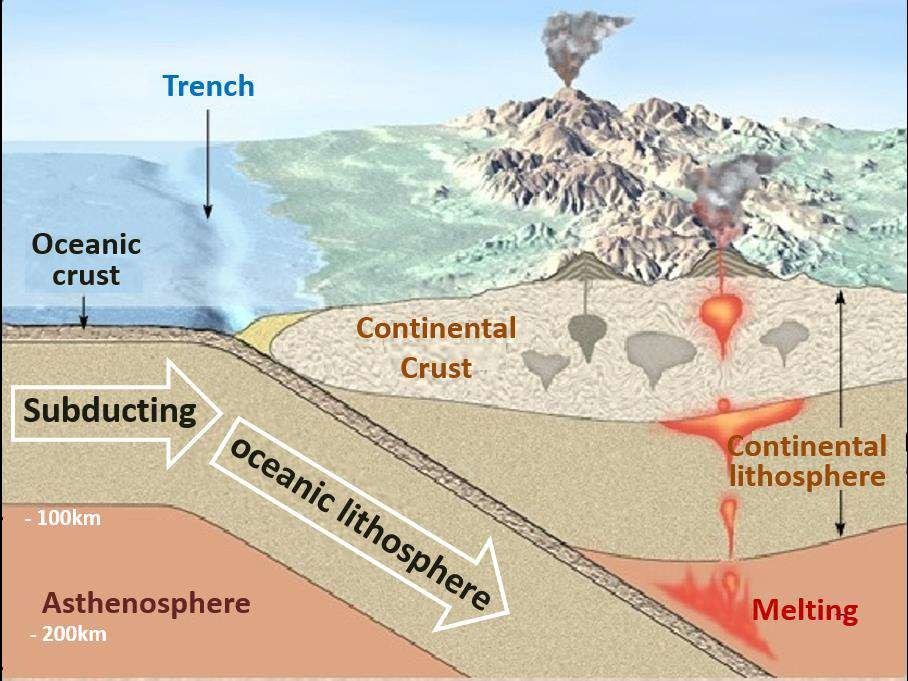 Trench
Oceanic
crust
Continental
Crust
Subducting
oceanic lithosphere
Continental
lithosphere
- 100km
Asthenosphere
- 200km
Melting